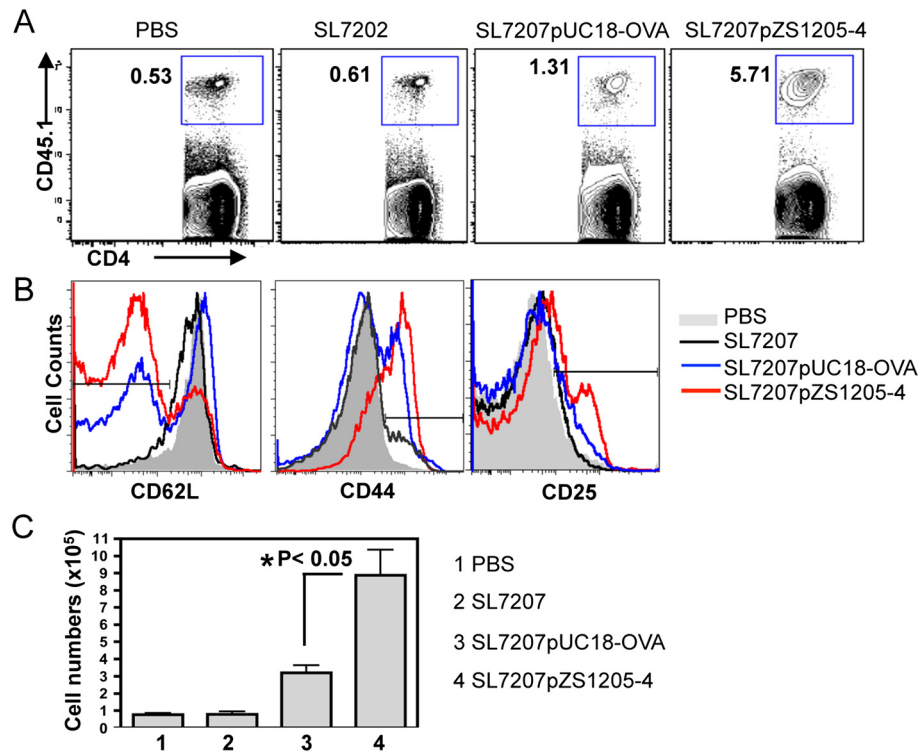 A
PBS
SL7202
SL7207pUC18-OVA
SL7207pZS1205-4
0.53
0.61
1.31
5.71
CD45.1
CD4
B
Cell Counts
CD62L
CD44
CD25
PBS
SL7207
SL7207pUC18-OVA
SL7207pZS1205-4
C
Cell numbers (x10⁵)
11
10
9
8
7
6
5
4
3
2
1
0
*P< 0.05
1
2
3
4
1 PBS
2 SL7207
3 SL7207pUC18-OVA
4 SL7207pZS1205-4